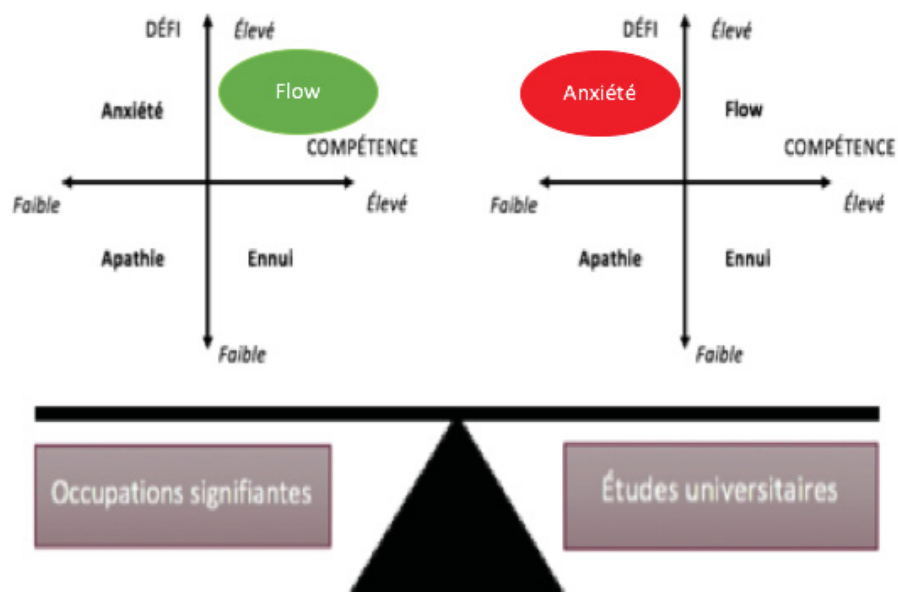 DÉFI Élevé
Flow
Anxiété
COMPÉTENCE
Faible Élevé
Apathie Ennui
Faible
DÉFI Élevé
Anxiété
Flow
COMPÉTENCE
Faible Élevé
Apathie Ennui
Faible
Occupations signifiantes
Études universitaires